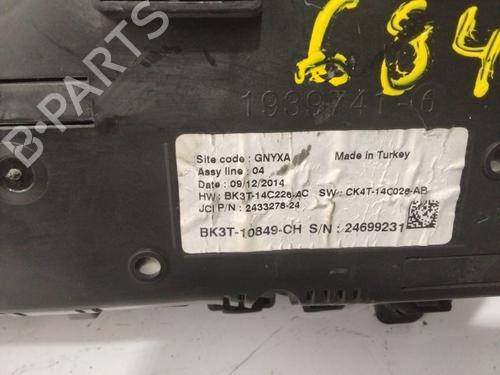 B-PARTS
634
1939741-6
Site code : GNYXA Made in Turkey
Assy line : 04
Date : 09/12/2014
HW : BK3T-14C226-AC SW : CK4T-14C026-AB
JCI P/N : 2433278-24
BK3T-10849-CH S/N : 24699231